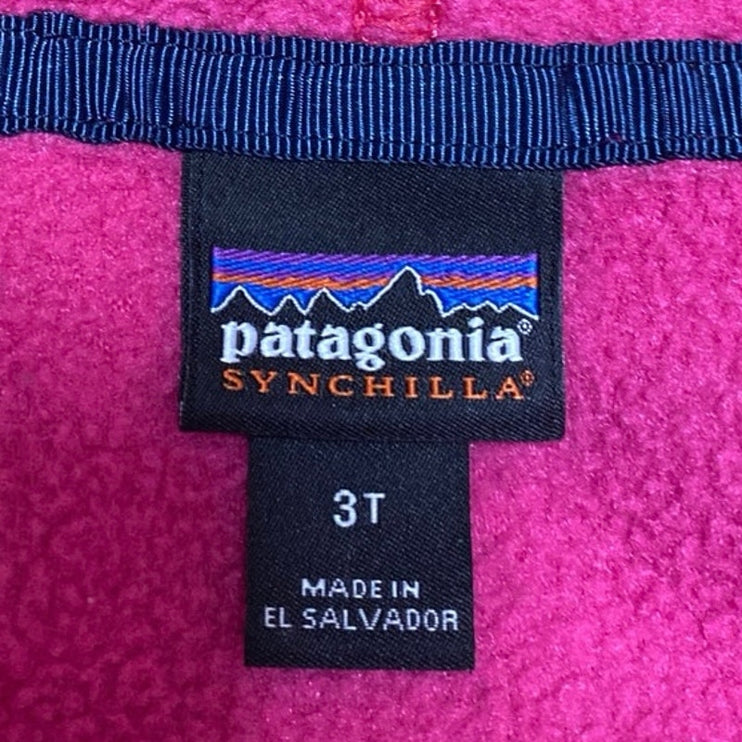 patagonia®
SYNCHILLA®
3T
MADE IN
EL SALVADOR